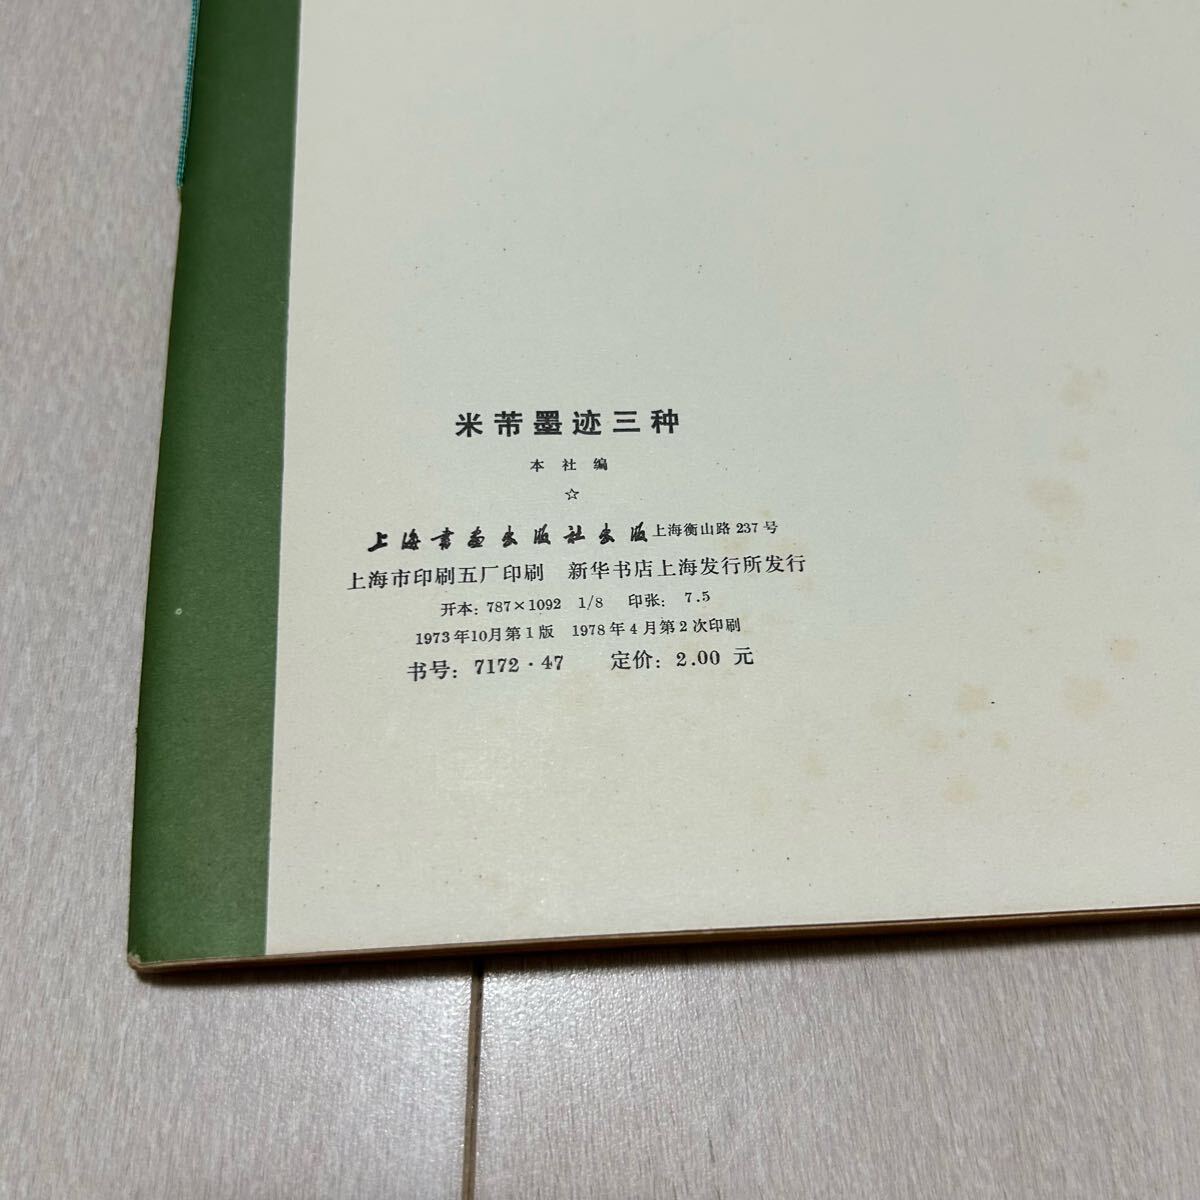 米芾墨迹三种
本社编
☆
上海书画出版社出版 上海衡山路 237 号
上海市印刷五厂印刷 新华书店上海发行所发行
开本: 787×1092 1/8 印张: 7.5
1973年10月第1版 1978年4月第2次印刷
书号: 7172·47 定价: 2.00 元